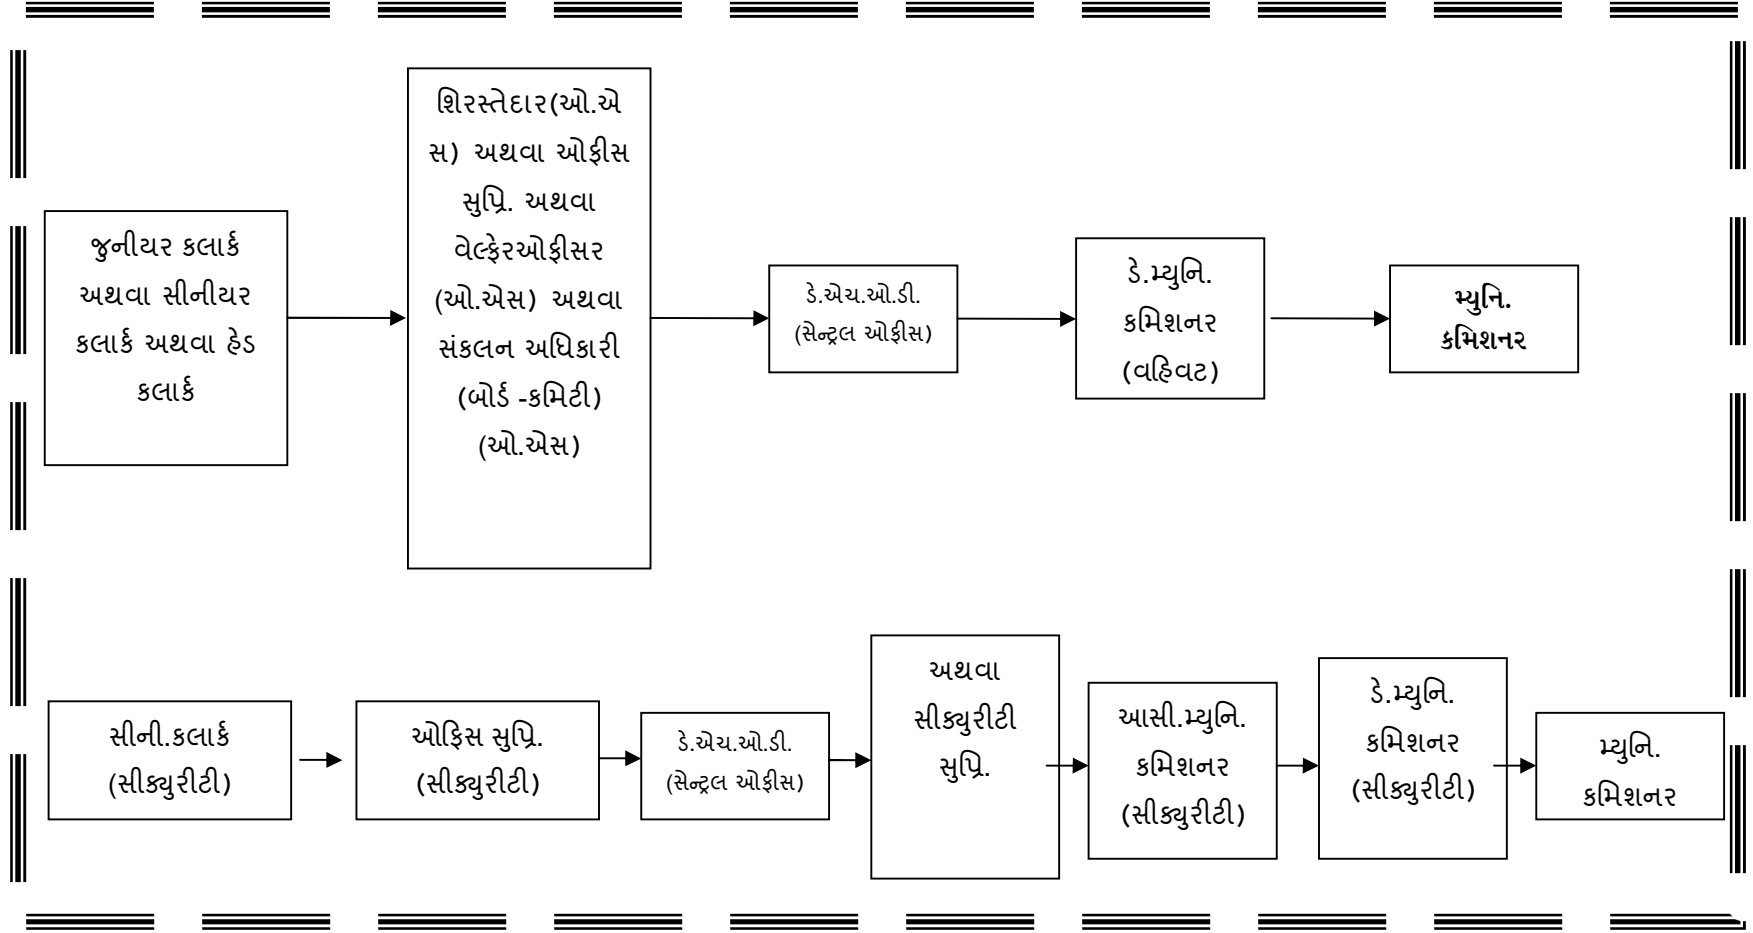 જુનીયર કલાર્ક
અથવા સીનીયર
કલાર્ક અથવા હેડ
કલાર્ક
શિરસ્તેદાર(ઓ.એ
સ) અથવા ઓફીસ
સુપ્રિ. અથવા
વેલ્ફેરઓફીસર
(ઓ.એસ) અથવા
સંકલન અધિકારી
(બોર્ડ -કમિટી)
(ઓ.એસ)
ડે.એચ.ઓ.ડી.
(સેન્ટ્રલ ઓફીસ)
ડે.મ્યુનિ.
કમિશનર
(વહિવટ)
મ્યુનિ.
કમિશનર
સીની.કલાર્ક
(સીક્યુરીટી)
ઓફિસ સુપ્રિ.
(સીક્યુરીટી)
ડે.એચ.ઓ.ડી.
(સેન્ટ્રલ ઓફીસ)
અથવા
સીક્યુરીટી
સુપ્રિ.
આસી.મ્યુનિ.
કમિશનર
(સીક્યુરીટી)
ડે.મ્યુનિ.
કમિશનર
(સીક્યુરીટી)
મ્યુનિ.
કમિશનર